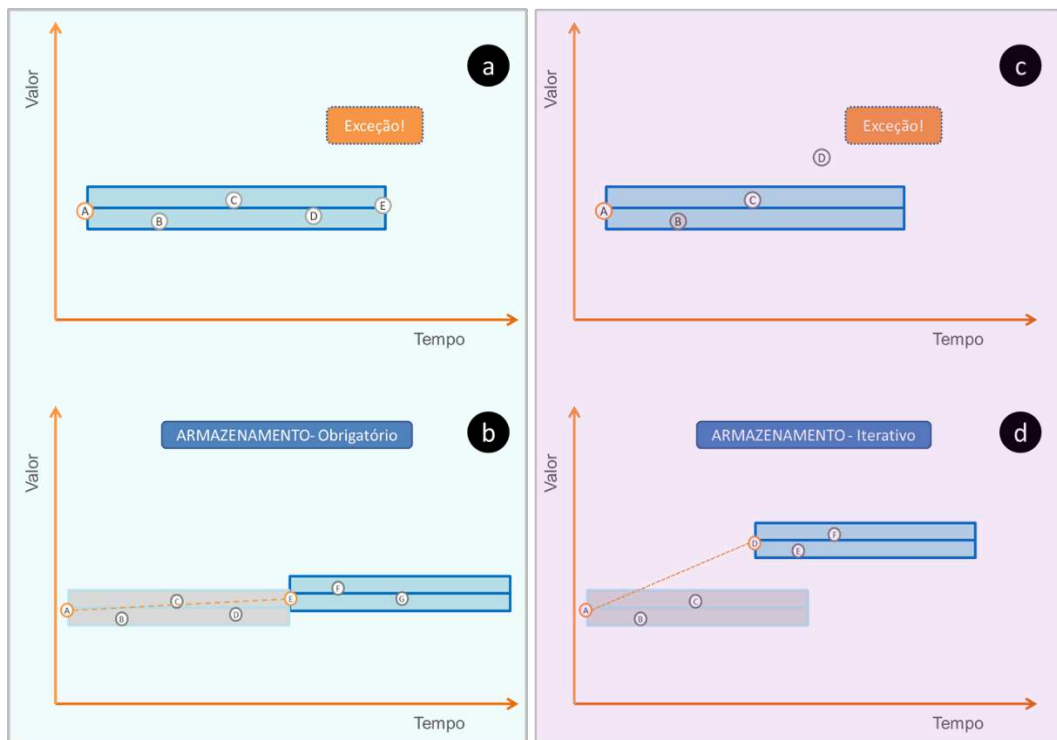 a
Valor
Exceção!
A
B
C
D
E
Tempo
c
Valor
Exceção!
D
A
B
C
Tempo
ARMAZENAMENTO- Obrigatório
b
Valor
A
B
C
D
E
F
G
Tempo
ARMAZENAMENTO - Iterativo
d
Valor
A
B
C
D
E
F
Tempo